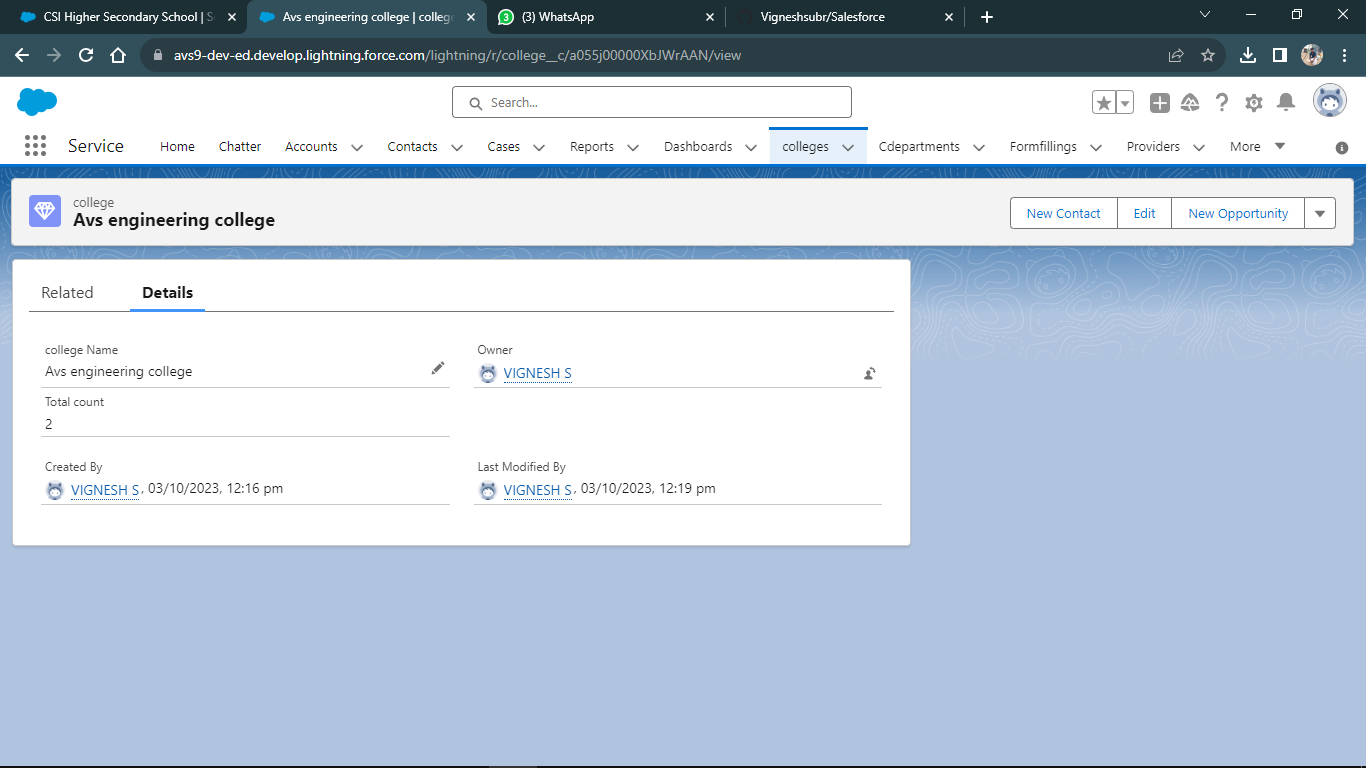 CSI Higher Secondary School | S
Avs engineering college | colleg
3 (3) WhatsApp
Vigneshsubr/Salesforce
avs9-dev-ed.develop.lightning.force.com/lightning/r/college__c/a055j00000XbJWrAAN/view
Search...
Service Home Chatter Accounts Contacts Cases Reports Dashboards colleges Cdepartments Formfillings Providers More
college
Avs engineering college
New Contact Edit New Opportunity
Related Details
college Name
Avs engineering college
Owner
VIGNESH S
Total count
2
Created By
VIGNESH S, 03/10/2023, 12:16 pm
Last Modified By
VIGNESH S, 03/10/2023, 12:19 pm